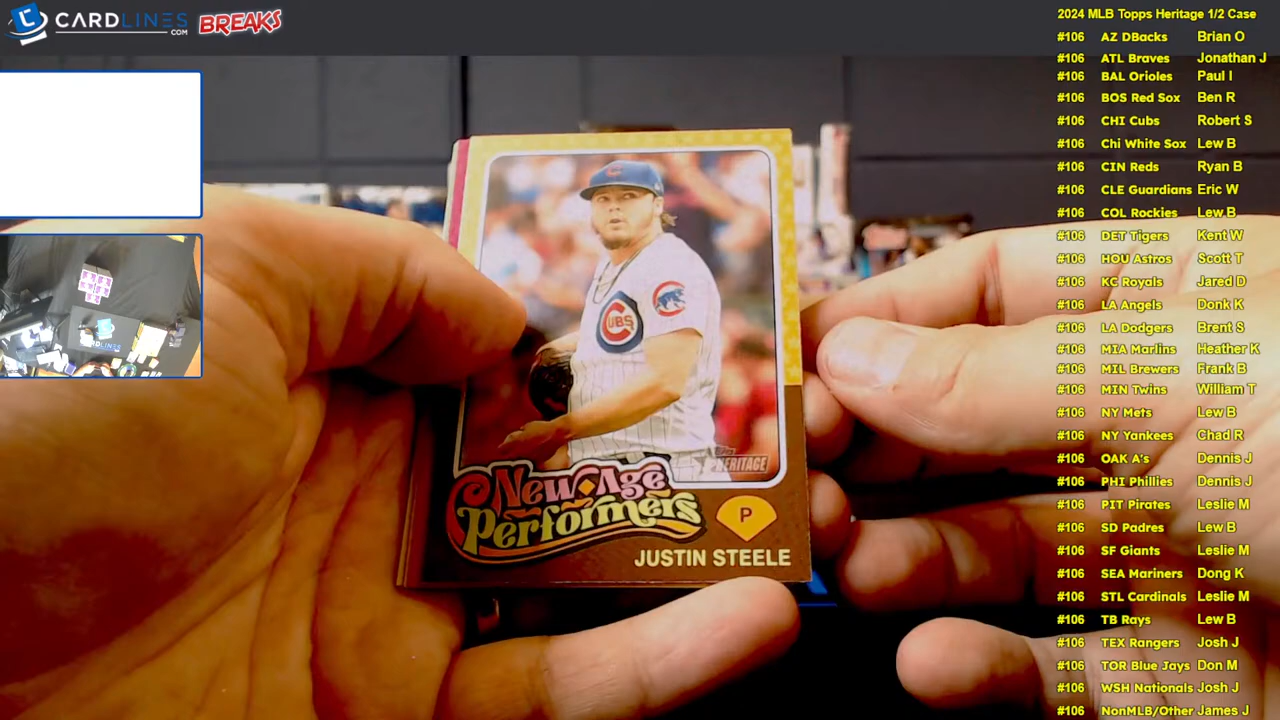 CARDLINES
.COM
BREAKS
2024 MLB Topps Heritage 1/2 Case
#106 AZ DBacks Brian O
#106 ATL Braves Jonathan J
#106 BAL Orioles Paul I
#106 BOS Red Sox Ben R
#106 CHI Cubs Robert S
#106 Chi White Sox Lew B
#106 CIN Reds Ryan B
#106 CLE Guardians Eric W
#106 COL Rockies Lew B
#106 DET Tigers Kent W
#106 HOU Astros Scott T
#106 KC Royals Jared D
#106 LA Angels Donk K
#106 LA Dodgers Brent S
#106 MIA Marlins Heather K
#106 MIL Brewers Frank B
#106 MIN Twins William T
#106 NY Mets Lew B
#106 NY Yankees Chad R
#106 OAK A's Dennis J
#106 PHI Phillies Dennis J
#106 PIT Pirates Leslie M
#106 SD Padres Lew B
#106 SF Giants Leslie M
#106 SEA Mariners Dong K
#106 STL Cardinals Leslie M
#106 TB Rays Lew B
#106 TEX Rangers Josh J
#106 TOR Blue Jays Don M
#106 WSH Nationals Josh J
#106 NonMLB/Other James J
C
CUBS
Topps
HERITAGE
New Age
Performers
P
JUSTIN STEELE